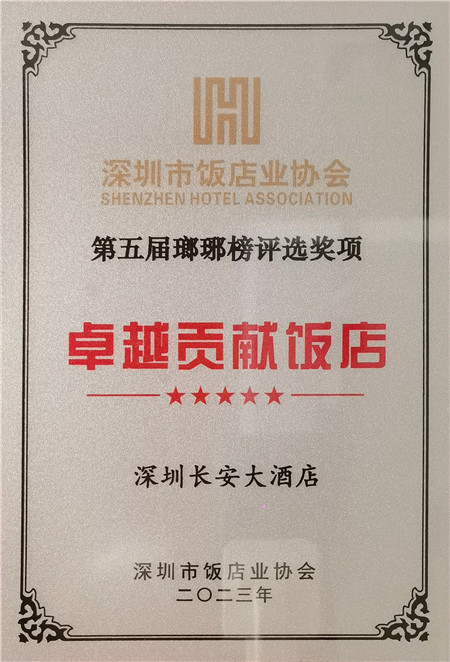 深圳市饭店业协会
SHENZHEN HOTEL ASSOCIATION
第五届瑯琊榜评选奖项
卓越贡献饭店
★★★★★
深圳长安大酒店
深圳市饭店业协会
二〇二三年